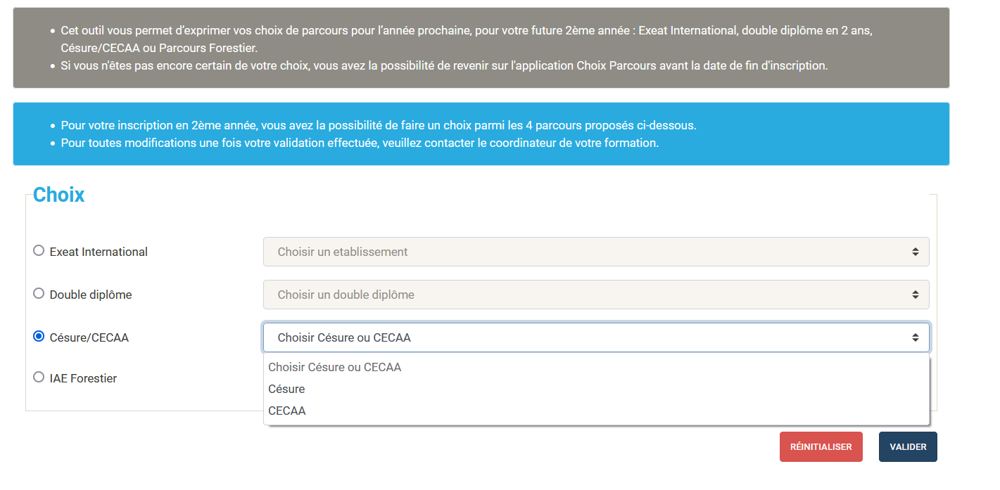 Cet outil vous permet d’exprimer vos choix de parcours pour l’année prochaine, pour votre future 2ème année : Exeat International, double diplôme en 2 ans,
Césure/CECAA ou Parcours Forestier.
Si vous n'êtes pas encore certain de votre choix, vous avez la possibilité de revenir sur l'application Choix Parcours avant la date de fin d'inscription.
Pour votre inscription en 2ème année, vous avez la possibilité de faire un choix parmi les 4 parcours proposés ci-dessous.
Pour toutes modifications une fois votre validation effectuée, veuillez contacter le coordinateur de votre formation.
Choix
Exeat International
Choisir un etablissement
Double diplôme
Choisir un double diplôme
Césure/CECAA
Choisir Césure ou CECAA
Choisir Césure ou CECAA
Césure
CECAA
IAE Forestier
RÉINITIALISER
VALIDER